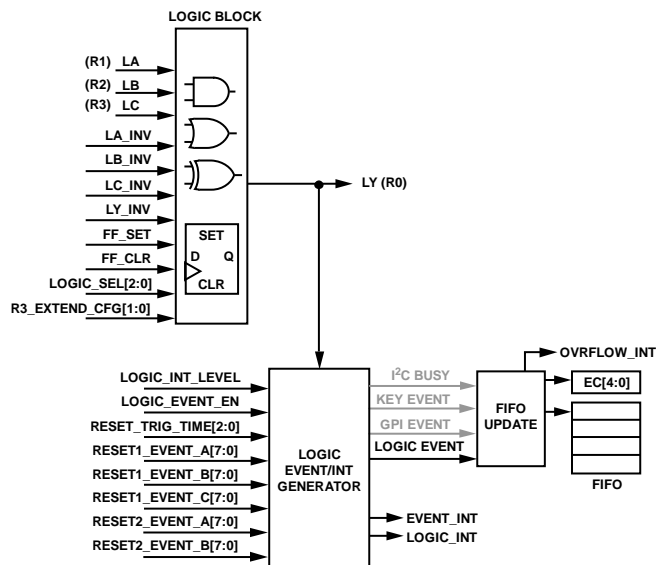 LOGIC BLOCK
(R1) LA
(R2) LB
(R3) LC
LA_INV
LB_INV
LC_INV
LY_INV
FF_SET
FF_CLR
LOGIC_SEL[2:0]
R3_EXTEND_CFG[1:0]
SET
D Q
CLR
LY (R0)
LOGIC_INT_LEVEL
LOGIC_EVENT_EN
RESET_TRIG_TIME[2:0]
RESET1_EVENT_A[7:0]
RESET1_EVENT_B[7:0]
RESET1_EVENT_C[7:0]
RESET2_EVENT_A[7:0]
RESET2_EVENT_B[7:0]
LOGIC
EVENT/INT
GENERATOR
I²C BUSY
KEY EVENT
GPI EVENT
LOGIC EVENT
EVENT_INT
LOGIC_INT
FIFO
UPDATE
OVRFLOW_INT
EC[4:0]
FIFO